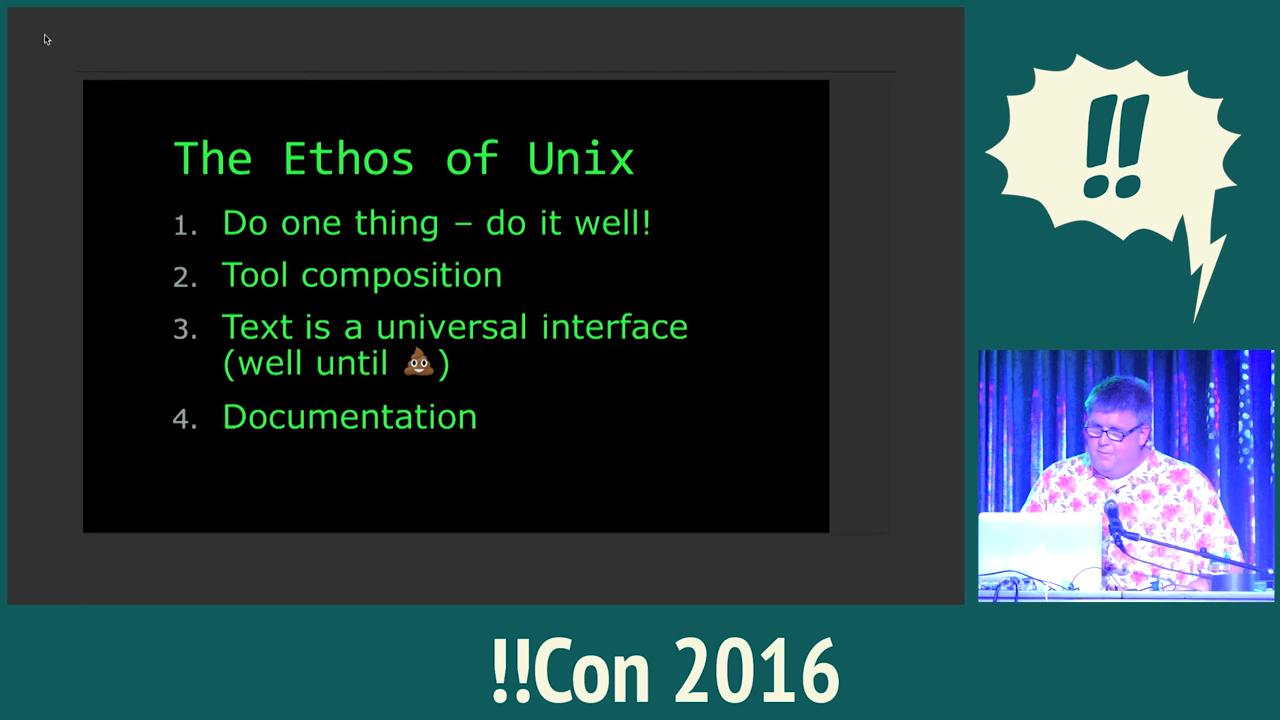 The Ethos of Unix
1. Do one thing – do it well!
2. Tool composition
3. Text is a universal interface
(well until 💩)
4. Documentation
!!
!!Con 2016